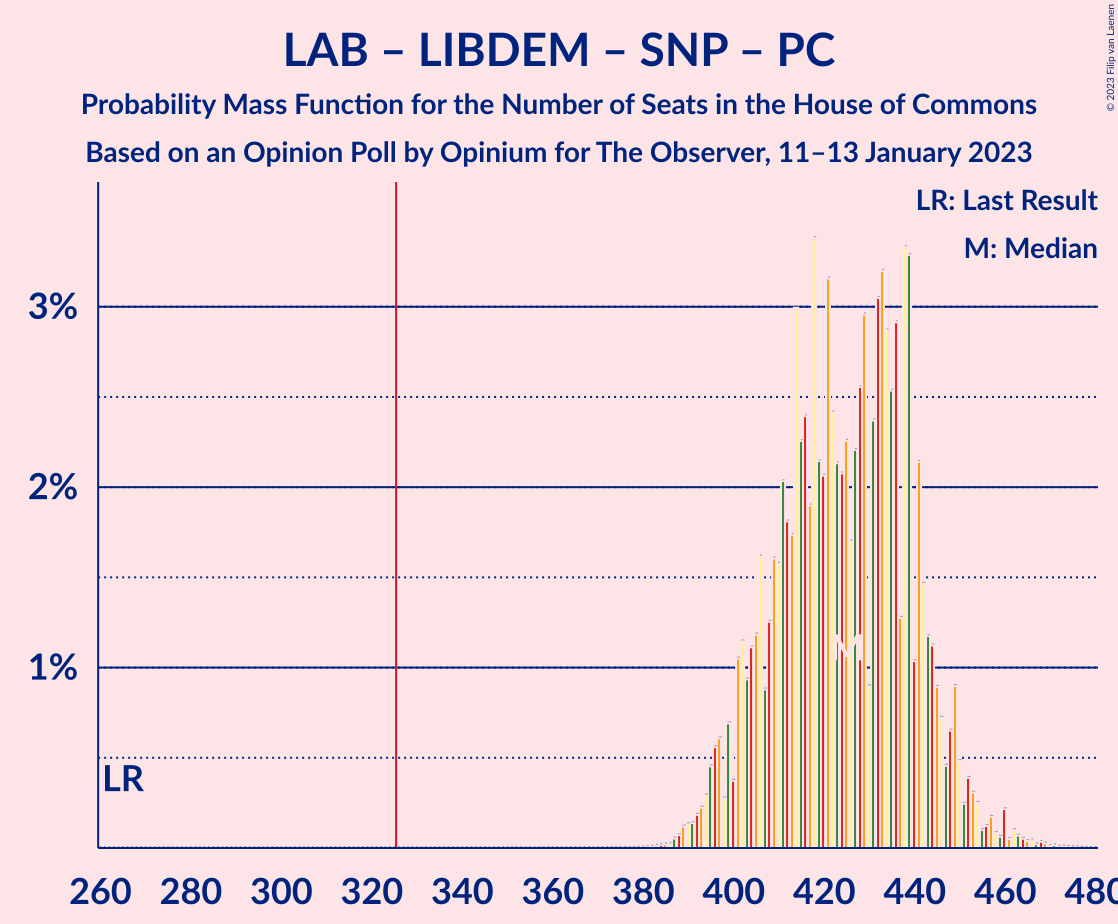 LAB – LIBDEM – SNP – PC
Probability Mass Function for the Number of Seats in the House of Commons
Based on an Opinion Poll by Opinium for The Observer, 11–13 January 2023
© 2023 Filip van Laenen
LR: Last Result
M: Median
3%
2%
1%
M
LR
260 280 300 320 340 360 380 400 420 440 460 480